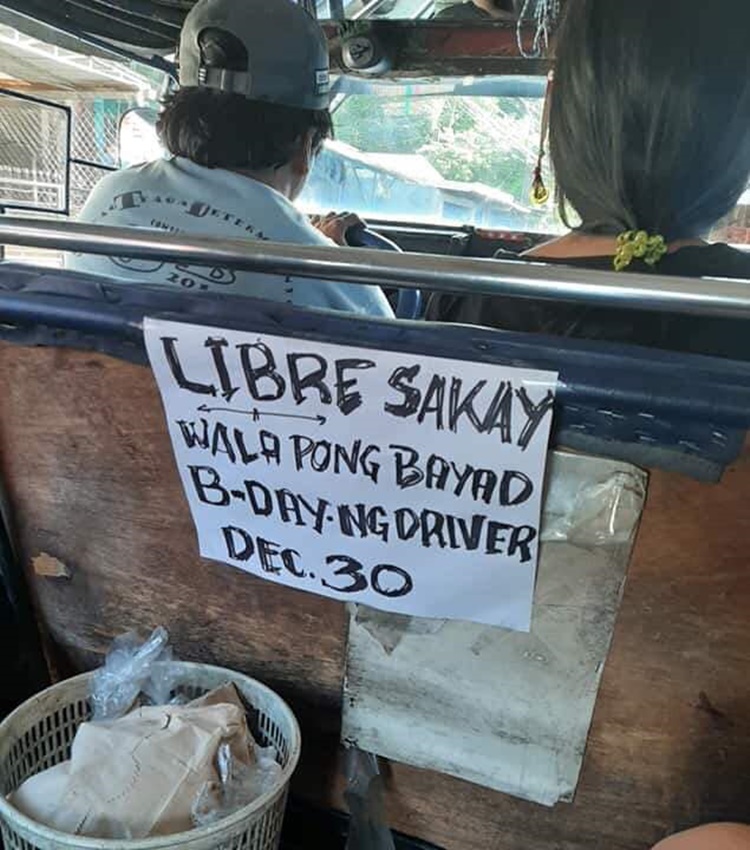 LIBRE SAKAY
WALA PONG BAYAD
B-DAY·NG DRIVER
DEC.30